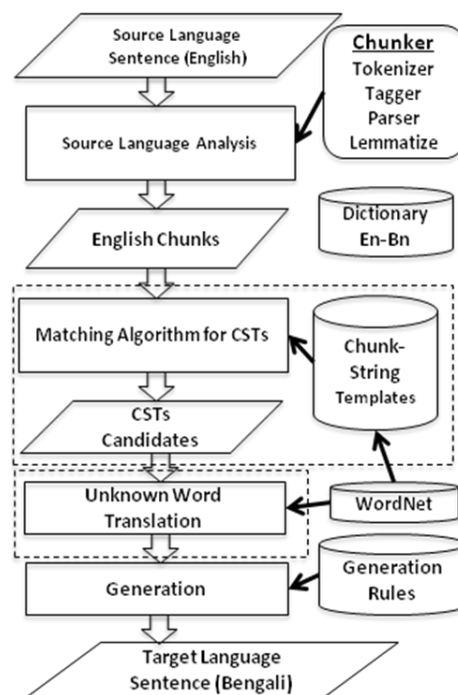 Source Language
Sentence (English)
Chunker
Tokenizer
Tagger
Parser
Lemmatize
Source Language Analysis
English Chunks
Dictionary
En-Bn
Matching Algorithm for CSTs
Chunk-
String
Templates
CSTs
Candidates
Unknown Word
Translation
WordNet
Generation
Generation
Rules
Target Language
Sentence (Bengali)